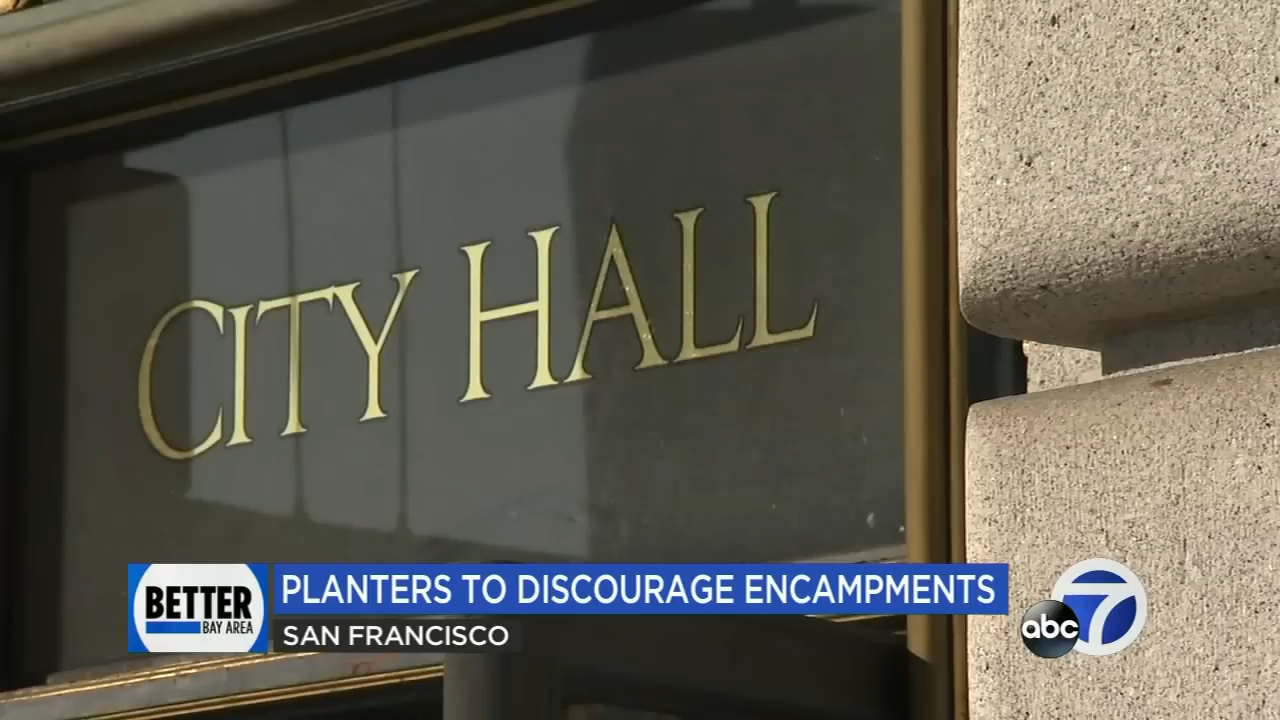 CITY HALL
BETTER
BAY AREA
PLANTERS TO DISCOURAGE ENCAMPMENTS
SAN FRANCISCO
abc 7